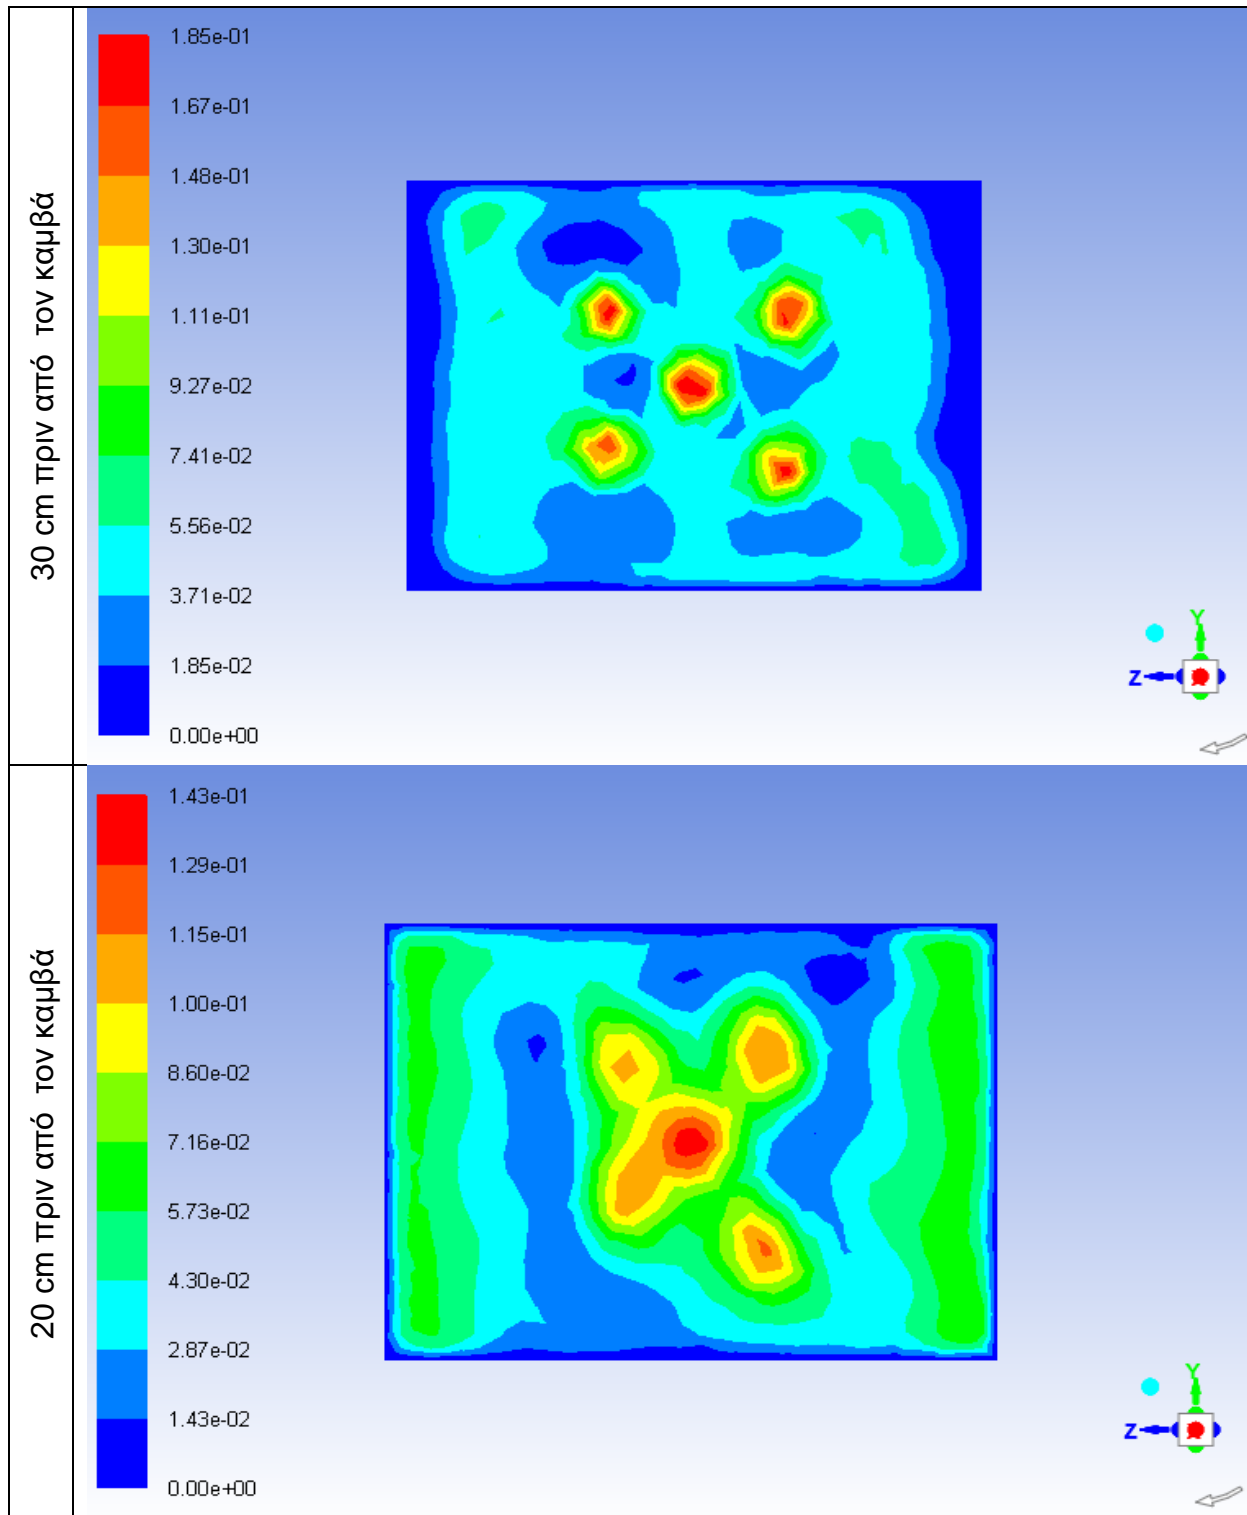 30 cm πριν από τον καμβά
1.85e-01
1.67e-01
1.48e-01
1.30e-01
1.11e-01
9.27e-02
7.41e-02
5.56e-02
3.71e-02
1.85e-02
0.00e+00
Y
Z
20 cm πριν από τον καμβά
1.43e-01
1.29e-01
1.15e-01
1.00e-01
8.60e-02
7.16e-02
5.73e-02
4.30e-02
2.87e-02
1.43e-02
0.00e+00
Y
Z